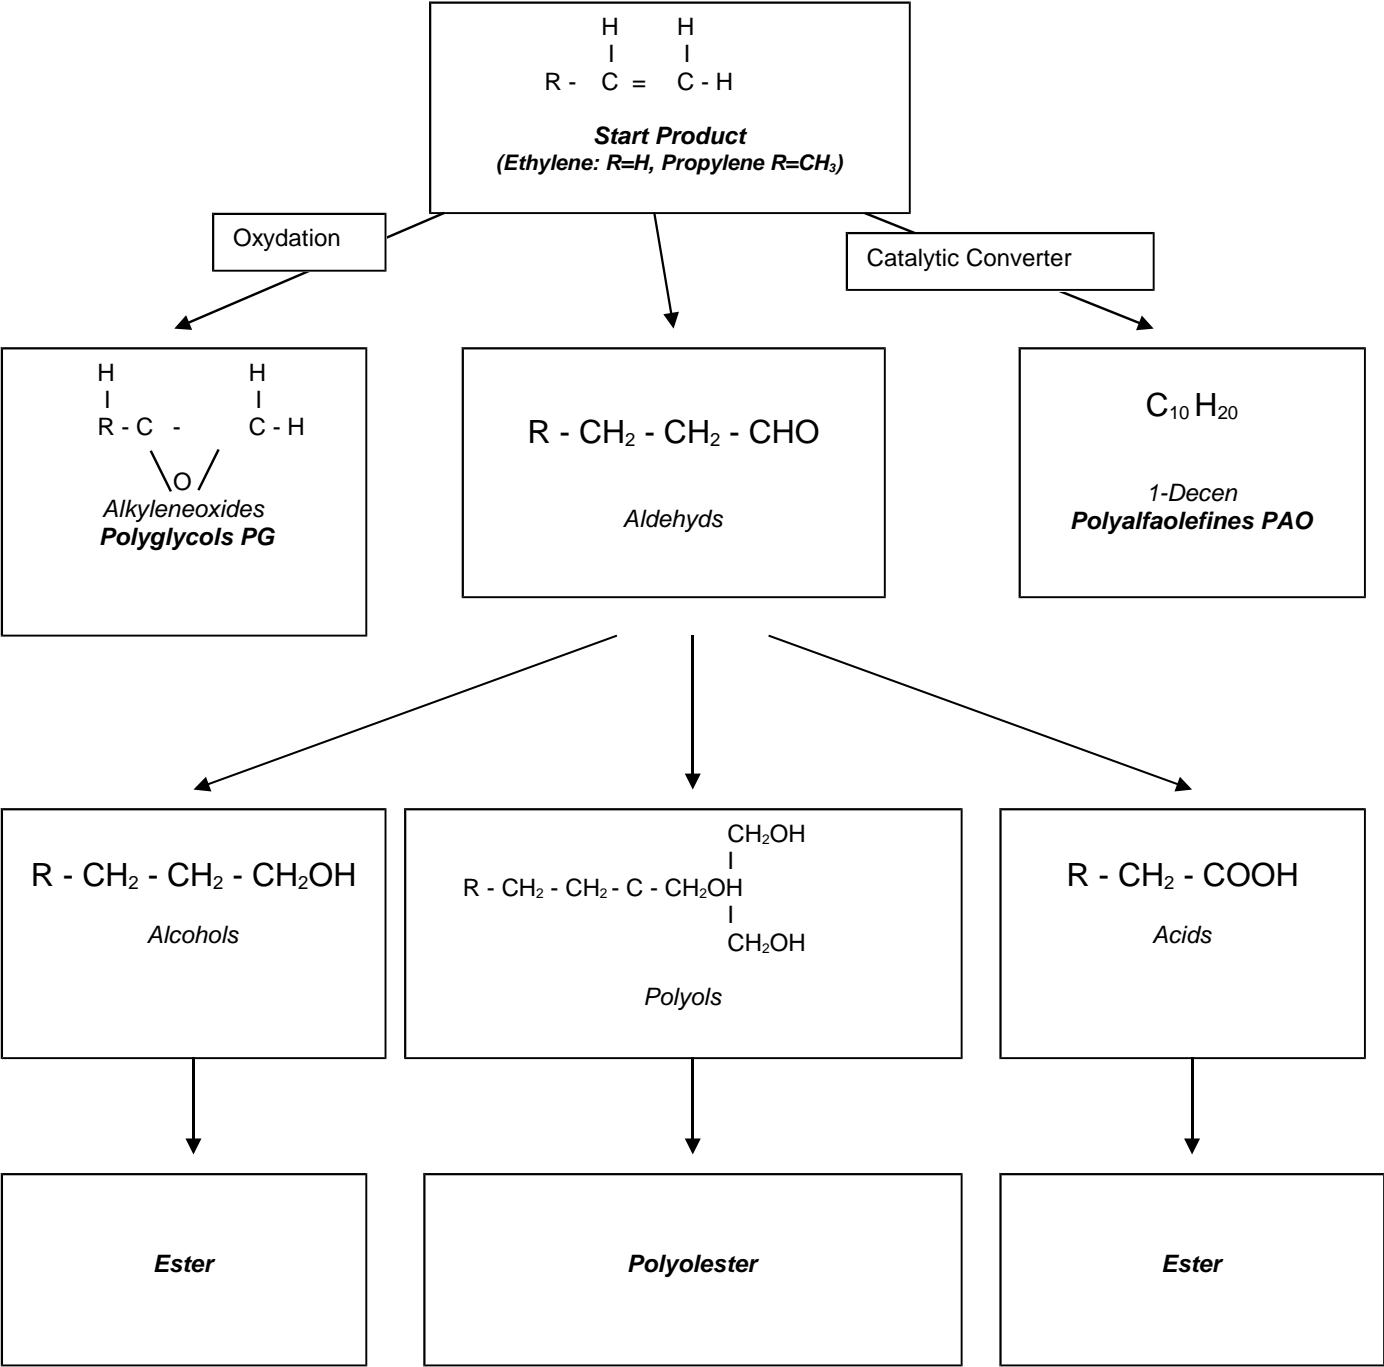 H H
I I
R - C = C - H
Start Product
(Ethylene: R=H, Propylene R=CH₃)
Oxydation
Catalytic Converter
H H
I I
R - C - C - H
O
Alkyleneoxides
Polyglycols PG
R - CH₂ - CH₂ - CHO
Aldehyds
C₁₀ H₂₀
1-Decen
Polyalfaolefines PAO
R - CH₂ - CH₂ - CH₂OH
Alcohols
CH₂OH
I
R - CH₂ - CH₂ - C - CH₂OH
I
CH₂OH
Polyols
R - CH₂ - COOH
Acids
Ester
Polyolester
Ester